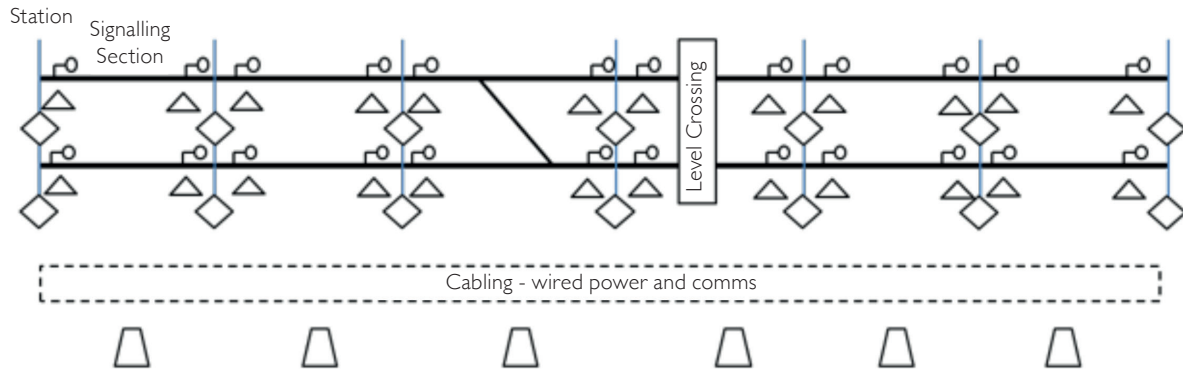 Station
Signalling
Section
Level Crossing
Cabling - wired power and comms